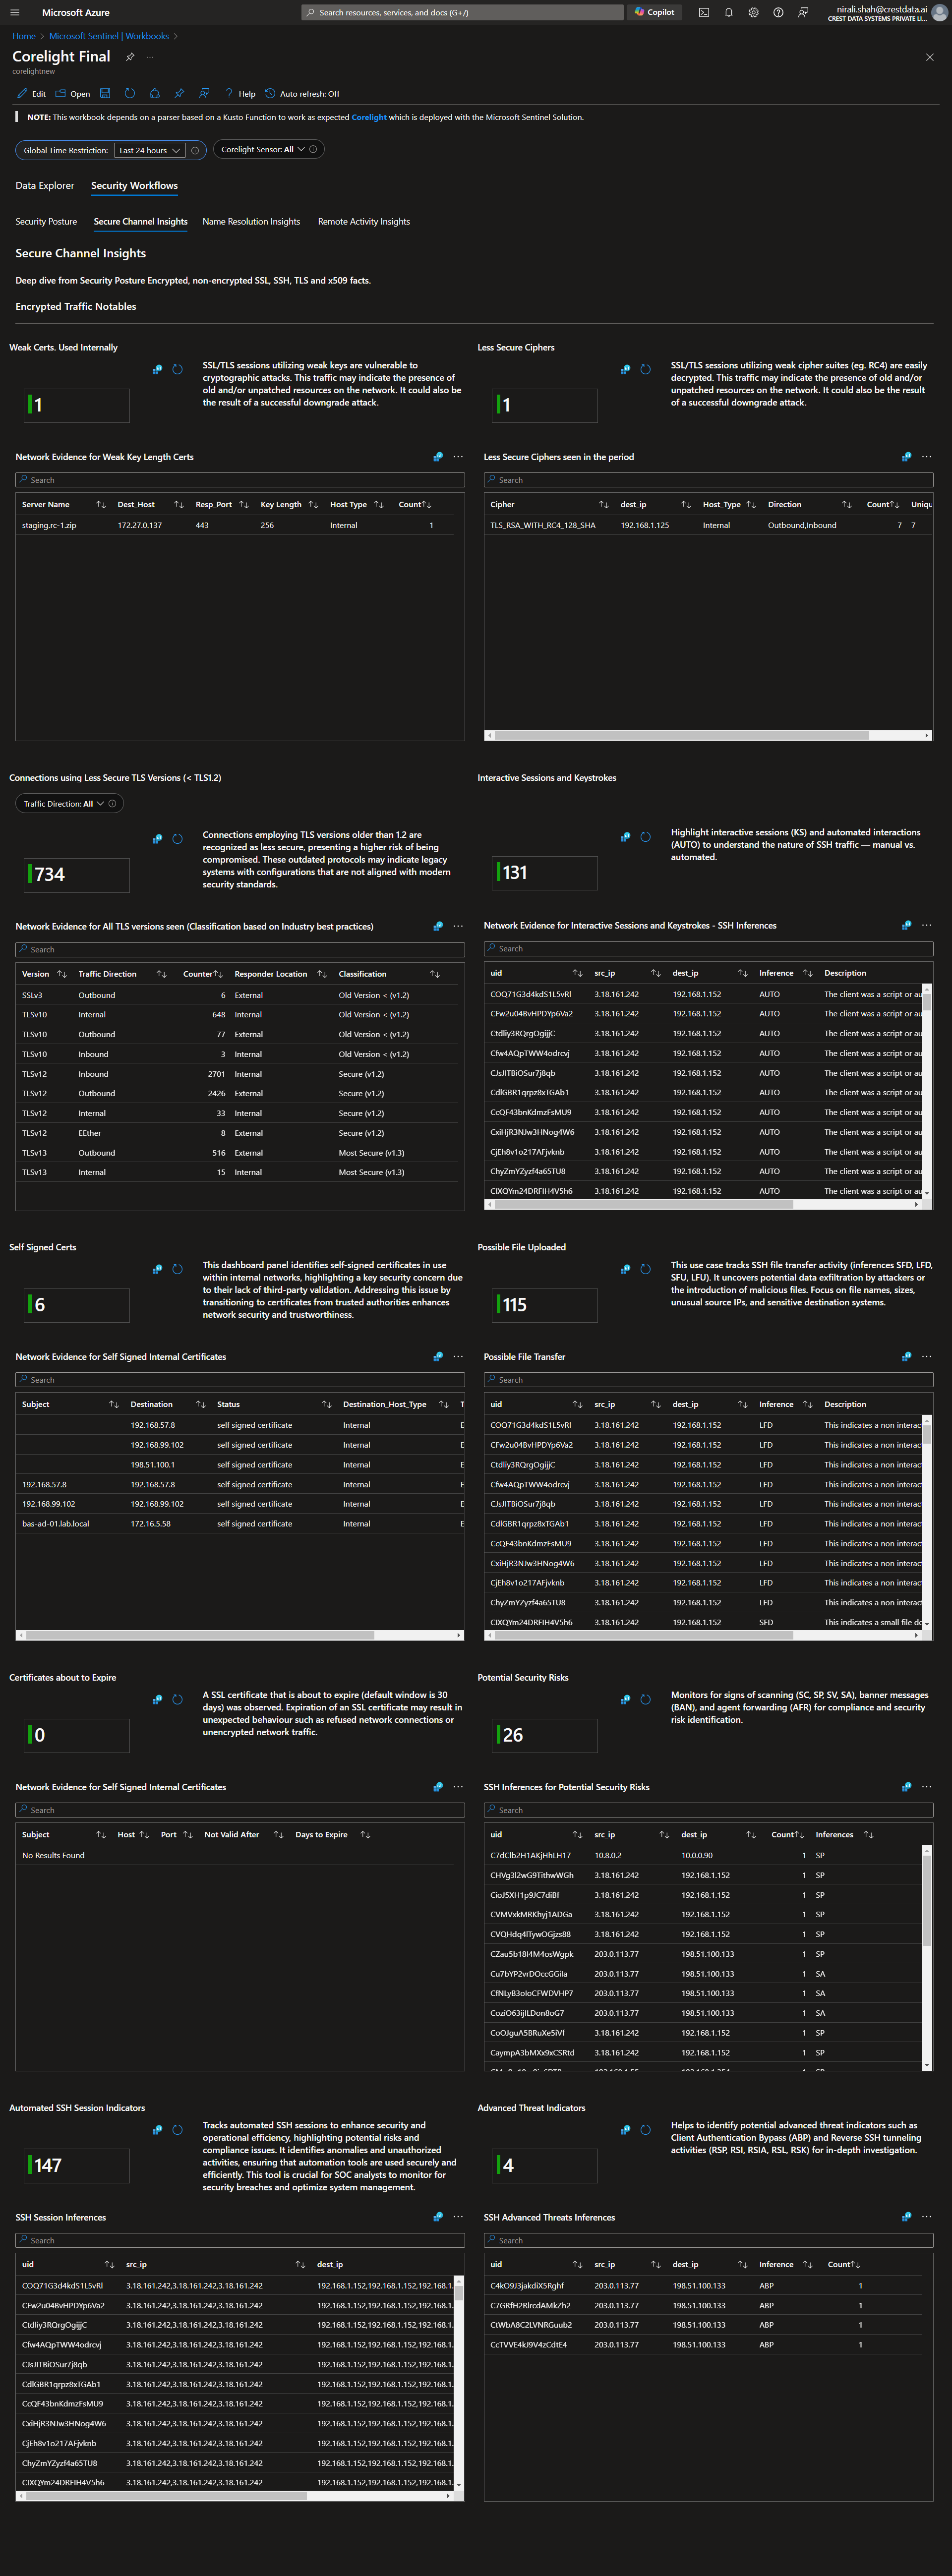 Microsoft Azure
Search resources, services, and docs (G+/)
Copilot
nirali.shah@crestdata.ai
CREST DATA SYSTEMS PRIVATE LI...
Home > Microsoft Sentinel | Workbooks >
Corelight Final
corelightnew
Edit Open Help Auto refresh: Off
NOTE: This workbook depends on a parser based on a Kusto Function to work as expected Corelight which is deployed with the Microsoft Sentinel Solution.
Global Time Restriction: Last 24 hours Corelight Sensor: All
Data Explorer Security Workflows
Security Posture Secure Channel Insights Name Resolution Insights Remote Activity Insights
Secure Channel Insights
Deep dive from Security Posture Encrypted, non-encrypted SSL, SSH, TLS and x509 facts.
Encrypted Traffic Notables
Weak Certs. Used Internally
1
SSL/TLS sessions utilizing weak keys are vulnerable to
cryptographic attacks. This traffic may indicate the presence of
old and/or unpatched resources on the network. It could also be
the result of a successful downgrade attack.
Less Secure Ciphers
1
SSL/TLS sessions utilizing weak cipher suites (eg. RC4) are easily
decrypted. This traffic may indicate the presence of old and/or
unpatched resources on the network. It could also be the result
of a successful downgrade attack.
Network Evidence for Weak Key Length Certs
Search
Server Name Dest_Host Resp_Port Key Length Host Type Count
staging.rc-1.zip 172.27.0.137 443 256 Internal 1
Less Secure Ciphers seen in the period
Search
Cipher dest_ip Host_Type Direction Count Uniqu
TLS_RSA_WITH_RC4_128_SHA 192.168.1.125 Internal Outbound,Inbound 7 7
Connections using Less Secure TLS Versions (< TLS1.2)
Traffic Direction: All
734
Connections employing TLS versions older than 1.2 are
recognized as less secure, presenting a higher risk of being
compromised. These outdated protocols may indicate legacy
systems with configurations that are not aligned with modern
security standards.
Interactive Sessions and Keystrokes
131
Highlight interactive sessions (KS) and automated interactions
(AUTO) to understand the nature of SSH traffic — manual vs.
automated.
Network Evidence for All TLS versions seen (Classification based on Industry best practices)
Search
Version Traffic Direction Counter Responder Location Classification
SSLv3 Outbound 6 External Old Version < (v1.2)
TLSv10 Internal 648 Internal Old Version < (v1.2)
TLSv10 Outbound 77 External Old Version < (v1.2)
TLSv10 Inbound 3 Internal Old Version < (v1.2)
TLSv12 Inbound 2701 Internal Secure (v1.2)
TLSv12 Outbound 2426 External Secure (v1.2)
TLSv12 Internal 33 Internal Secure (v1.2)
TLSv12 EEther 8 External Secure (v1.2)
TLSv13 Outbound 516 External Most Secure (v1.3)
TLSv13 Internal 15 Internal Most Secure (v1.3)
Network Evidence for Interactive Sessions and Keystrokes - SSH Inferences
Search
uid src_ip dest_ip Inference Description
COQ71G3d4kdS1L5vRl 3.18.161.242 192.168.1.152 AUTO The client was a script or au
CFw2u04BvHPDYp6Va2 3.18.161.242 192.168.1.152 AUTO The client was a script or au
Ctdliy3RQrgOgijjC 3.18.161.242 192.168.1.152 AUTO The client was a script or au
Cfw4AQpTWW4odrcvj 3.18.161.242 192.168.1.152 AUTO The client was a script or au
CJsJITBiOSur7j8qb 3.18.161.242 192.168.1.152 AUTO The client was a script or au
CdlGBR1qrpz8xTGAb1 3.18.161.242 192.168.1.152 AUTO The client was a script or au
CcQF43bnKdmzFsMU9 3.18.161.242 192.168.1.152 AUTO The client was a script or au
CxiHjR3NJw3HNog4W6 3.18.161.242 192.168.1.152 AUTO The client was a script or au
CjEh8v1o217AFjvknb 3.18.161.242 192.168.1.152 AUTO The client was a script or au
ChyZmYZyzf4a65TU8 3.18.161.242 192.168.1.152 AUTO The client was a script or au
CIXQYm24DRFIH4V5h6 3.18.161.242 192.168.1.152 AUTO The client was a script or au
Self Signed Certs
6
This dashboard panel identifies self-signed certificates in use
within internal networks, highlighting a key security concern due
to their lack of third-party validation. Addressing this issue by
transitioning to certificates from trusted authorities enhances
network security and trustworthiness.
Possible File Uploaded
115
This use case tracks SSH file transfer activity (inferences SFD, LFD,
SFU, LFU). It uncovers potential data exfiltration by attackers or
the introduction of malicious files. Focus on file names, sizes,
unusual source IPs, and sensitive destination systems.
Network Evidence for Self Signed Internal Certificates
Search
Subject Destination Status Destination_Host_Type T
192.168.57.8 self signed certificate Internal E
192.168.99.102 self signed certificate Internal E
198.51.100.1 self signed certificate Internal E
192.168.57.8 192.168.57.8 self signed certificate Internal E
192.168.99.102 192.168.99.102 self signed certificate Internal E
bas-ad-01.lab.local 172.16.5.58 self signed certificate Internal E
Possible File Transfer
Search
uid src_ip dest_ip Inference Description
COQ71G3d4kdS1L5vRl 3.18.161.242 192.168.1.152 LFD This indicates a non interac
CFw2u04BvHPDYp6Va2 3.18.161.242 192.168.1.152 LFD This indicates a non interac
Ctdliy3RQrgOgijjC 3.18.161.242 192.168.1.152 LFD This indicates a non interac
Cfw4AQpTWW4odrcvj 3.18.161.242 192.168.1.152 LFD This indicates a non interac
CJsJITBiOSur7j8qb 3.18.161.242 192.168.1.152 LFD This indicates a non interac
CdlGBR1qrpz8xTGAb1 3.18.161.242 192.168.1.152 LFD This indicates a non interac
CcQF43bnKdmzFsMU9 3.18.161.242 192.168.1.152 LFD This indicates a non interac
CxiHjR3NJw3HNog4W6 3.18.161.242 192.168.1.152 LFD This indicates a non interac
CjEh8v1o217AFjvknb 3.18.161.242 192.168.1.152 LFD This indicates a non interac
ChyZmYZyzf4a65TU8 3.18.161.242 192.168.1.152 LFD This indicates a non interac
CIXQYm24DRFIH4V5h6 3.18.161.242 192.168.1.152 SFD This indicates a small file do
Certificates about to Expire
0
A SSL certificate that is about to expire (default window is 30
days) was observed. Expiration of an SSL certificate may result in
unexpected behaviour such as refused network connections or
unencrypted network traffic.
Potential Security Risks
26
Monitors for signs of scanning (SC, SP, SV, SA), banner messages
(BAN), and agent forwarding (AFR) for compliance and security
risk identification.
Network Evidence for Self Signed Internal Certificates
Search
Subject Host Port Not Valid After Days to Expire
No Results Found
SSH Inferences for Potential Security Risks
Search
uid src_ip dest_ip Count Inferences
C7dClb2H1AKjHhLH17 10.8.0.2 10.0.0.90 1 SP
CHVg3l2wG9TithwWGh 3.18.161.242 192.168.1.152 1 SP
CioJ5XH1p9JC7diBf 3.18.161.242 192.168.1.152 1 SP
CVMVxkMRKhyj1ADGa 3.18.161.242 192.168.1.152 1 SP
CVQHdq4lTywOGjzs88 3.18.161.242 192.168.1.152 1 SP
CZau5b18I4M4osWgpk 203.0.113.77 198.51.100.133 1 SP
Cu7bYP2vrDOccGGiIa 203.0.113.77 198.51.100.133 1 SA
CfNLyB3oIoCFWDVHP7 203.0.113.77 198.51.100.133 1 SA
CoziO63ijILDon8oG7 203.0.113.77 198.51.100.133 1 SA
CoOJguA5BRuXe5iVf 3.18.161.242 192.168.1.152 1 SP
CaympA3bMXx9xCSRtd 3.18.161.242 192.168.1.152 1 SP
Automated SSH Session Indicators
147
Tracks automated SSH sessions to enhance security and
operational efficiency, highlighting potential risks and
compliance issues. It identifies anomalies and unauthorized
activities, ensuring that automation tools are used securely and
efficiently. This tool is crucial for SOC analysts to monitor for
security breaches and optimize system management.
Advanced Threat Indicators
4
Helps to identify potential advanced threat indicators such as
Client Authentication Bypass (ABP) and Reverse SSH tunneling
activities (RSP, RSI, RSIA, RSL, RSK) for in-depth investigation.
SSH Session Inferences
Search
uid src_ip dest_ip
COQ71G3d4kdS1L5vRl 3.18.161.242,3.18.161.242,3.18.161.242 192.168.1.152,192.168.1.152,192.168.1.
CFw2u04BvHPDYp6Va2 3.18.161.242,3.18.161.242,3.18.161.242 192.168.1.152,192.168.1.152,192.168.1.
Ctdliy3RQrgOgijjC 3.18.161.242,3.18.161.242,3.18.161.242 192.168.1.152,192.168.1.152,192.168.1.
Cfw4AQpTWW4odrcvj 3.18.161.242,3.18.161.242,3.18.161.242 192.168.1.152,192.168.1.152,192.168.1.
CJsJITBiOSur7j8qb 3.18.161.242,3.18.161.242,3.18.161.242 192.168.1.152,192.168.1.152,192.168.1.
CdlGBR1qrpz8xTGAb1 3.18.161.242,3.18.161.242,3.18.161.242 192.168.1.152,192.168.1.152,192.168.1.
CcQF43bnKdmzFsMU9 3.18.161.242,3.18.161.242,3.18.161.242 192.168.1.152,192.168.1.152,192.168.1.
CxiHjR3NJw3HNog4W6 3.18.161.242,3.18.161.242,3.18.161.242 192.168.1.152,192.168.1.152,192.168.1.
CjEh8v1o217AFjvknb 3.18.161.242,3.18.161.242,3.18.161.242 192.168.1.152,192.168.1.152,192.168.1.
ChyZmYZyzf4a65TU8 3.18.161.242,3.18.161.242,3.18.161.242 192.168.1.152,192.168.1.152,192.168.1.
CIXQYm24DRFIH4V5h6 3.18.161.242,3.18.161.242,3.18.161.242 192.168.1.152,192.168.1.152,192.168.1.
SSH Advanced Threats Inferences
Search
uid src_ip dest_ip Inference Count
C4kO9J3jakdiX5Rghf 203.0.113.77 198.51.100.133 ABP 1
C7GRfH2RlrcdAMkZh2 203.0.113.77 198.51.100.133 ABP 1
CtWbA8C2LVNRGuub2 203.0.113.77 198.51.100.133 ABP 1
CcTVVE4kJ9V4zCdtE4 203.0.113.77 198.51.100.133 ABP 1